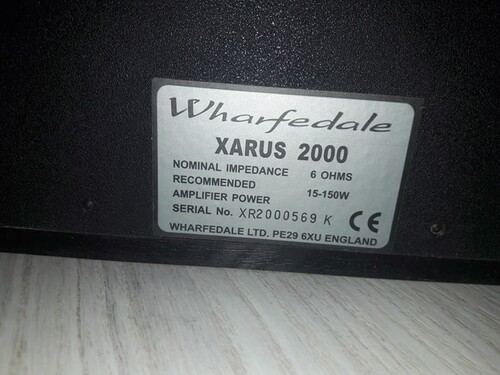 Wharfedale
XARUS 2000
NOMINAL IMPEDANCE 6 OHMS
RECOMMENDED 15-150W
AMPLIFIER POWER
SERIAL No. XR2000569 K CE
WHARFEDALE LTD. PE29 6XU ENGLAND